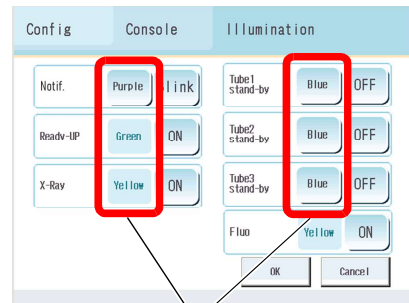 Config Console Illumination
Notif. Purple link
Ready-UP Green ON
X-Ray Yellow ON
Tube1 stand-by Blue OFF
Tube2 stand-by Blue OFF
Tube3 stand-by Blue OFF
Fluo Yellow ON
OK Cancel